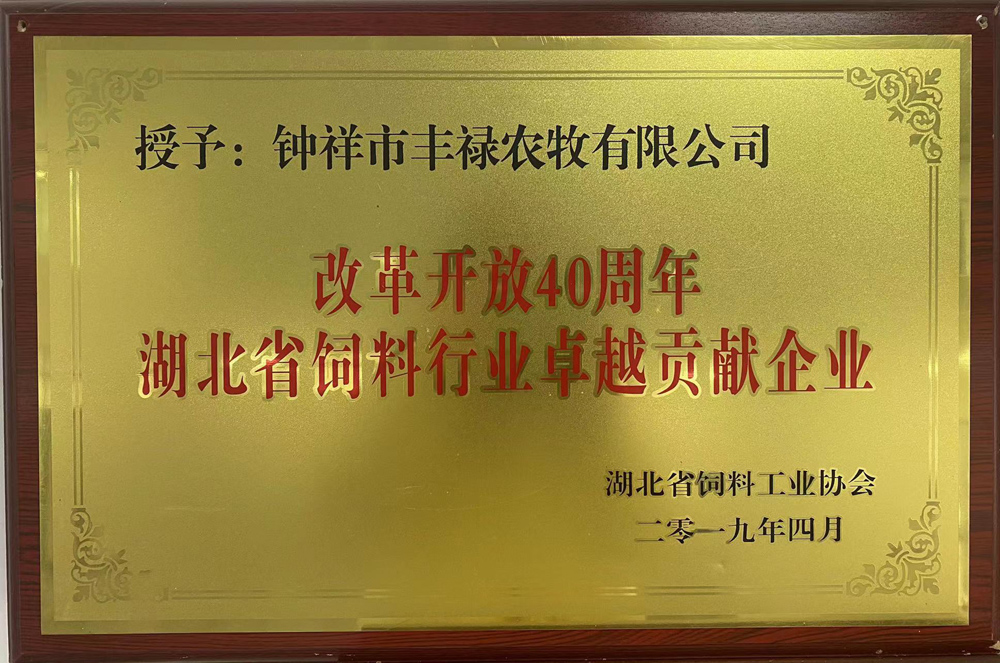 授予：钟祥市丰禄农牧有限公司
改革开放40周年
湖北省饲料行业卓越贡献企业
湖北省饲料工业协会
二零一九年四月